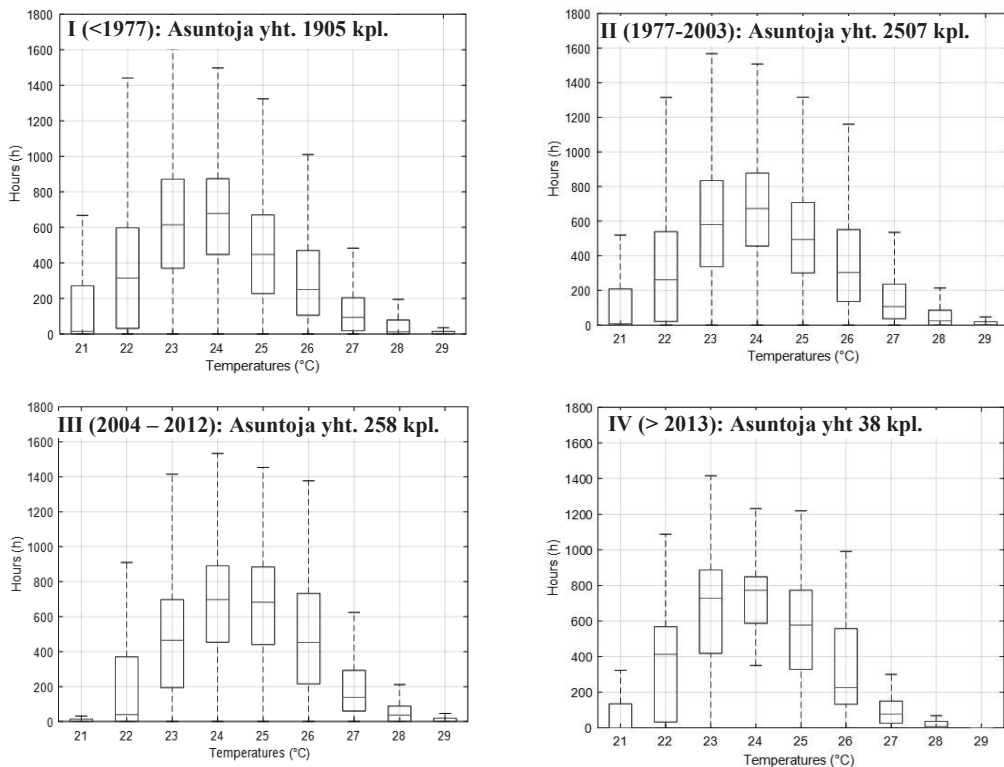 I (<1977): Asuntoja yht. 1905 kpl.
1800
1600
1400
1200
1000
800
600
400
200
0
Hours (h)
21 22 23 24 25 26 27 28 29
Temperatures (°C)
II (1977-2003): Asuntoja yht. 2507 kpl.
1800
1600
1400
1200
1000
800
600
400
200
0
Hours (h)
21 22 23 24 25 26 27 28 29
Temperatures (°C)
III (2004 – 2012): Asuntoja yht. 258 kpl.
1800
1600
1400
1200
1000
800
600
400
200
0
Hours (h)
21 22 23 24 25 26 27 28 29
Temperatures (°C)
IV (> 2013): Asuntoja yht 38 kpl.
1800
1600
1400
1200
1000
800
600
400
200
0
Hours (h)
21 22 23 24 25 26 27 28 29
Temperatures (°C)